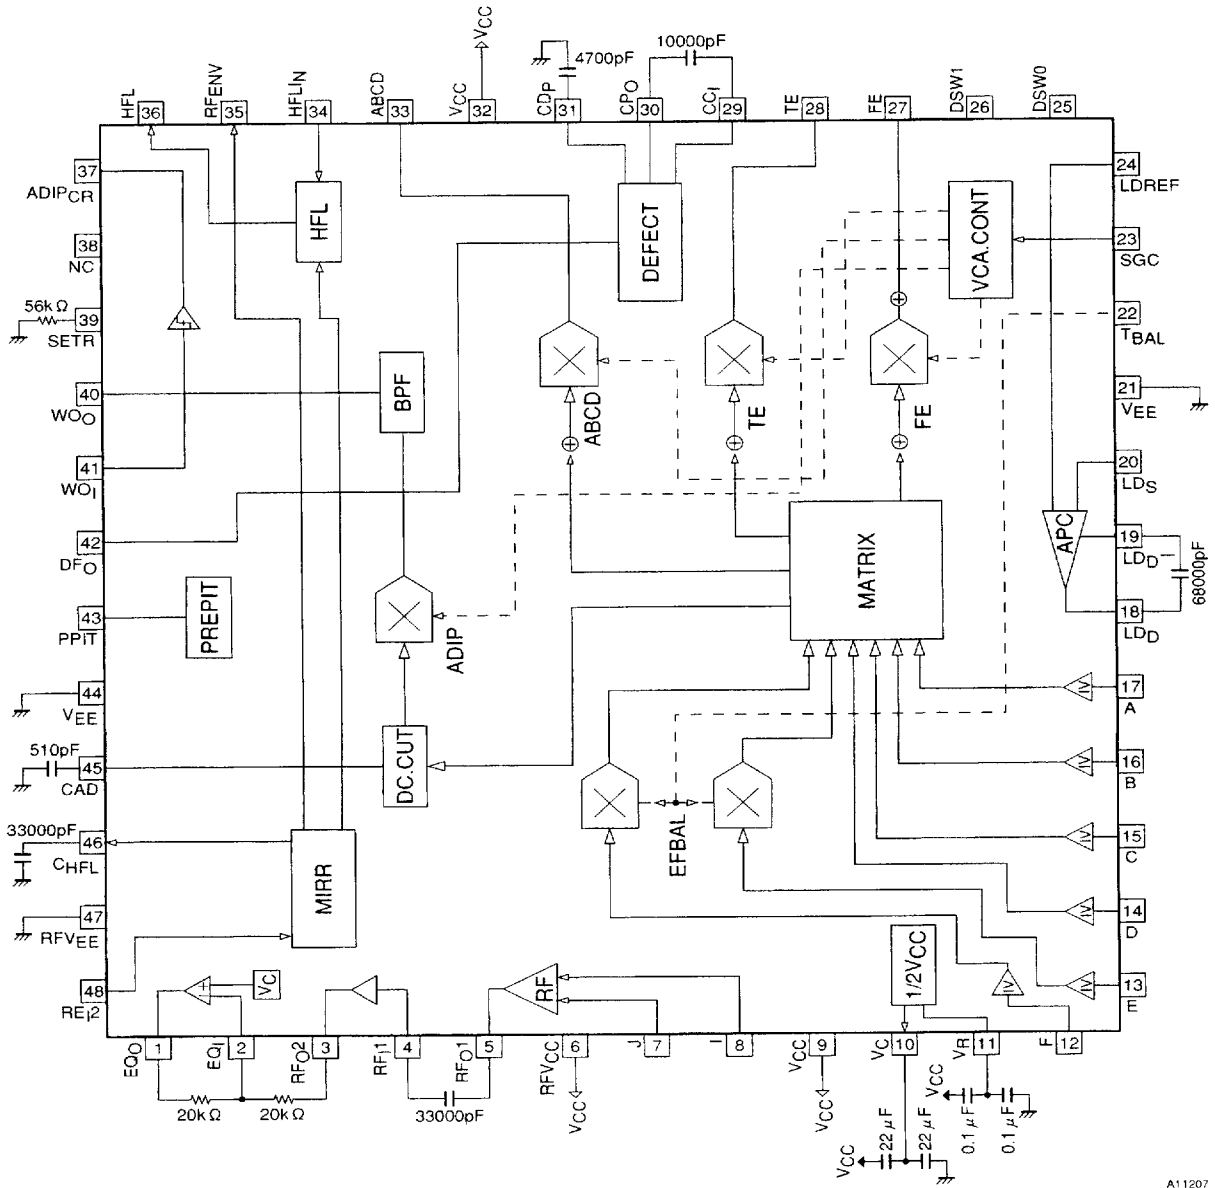 VCC
10000pF
4700pF
HFL
RFENV
HFLIN
ABCD
VCC
CDP
CPO
CCI
TE
FE
DSW1
DSW0
36
35
34
33
32
31
30
29
28
27
26
25
37
ADIPCR
24
LDREF
38
NC
HFL
DEFECT
VCA.CONT
23
SGC
56kΩ
39
SETR
22
TBAL
40
WOO
BPF
ABCD
TE
FE
21
VEE
41
WOI
20
LDS
42
DFO
MATRIX
APC
19
LDD-
68000pF
43
PPIT
PREPIT
ADIP
18
LDD
44
VEE
17
A
IV
510pF
45
CAD
DC.CUT
16
B
IV
33000pF
46
CHFL
MIRR
EFBAL
15
C
IV
47
RFVEE
14
D
IV
48
REI2
+
VC
RF
1/2VCC
IV
13
E
IV
EQO
EQI
RFO2
RFI1
RFO1
RFVCC
J
I
VCC
VC
VR
F
1
2
3
4
5
6
7
8
9
10
11
12
20kΩ
20kΩ
33000pF
VCC
VCC
VCC
22μF
22μF
VCC
0.1μF
0.1μF
A11207